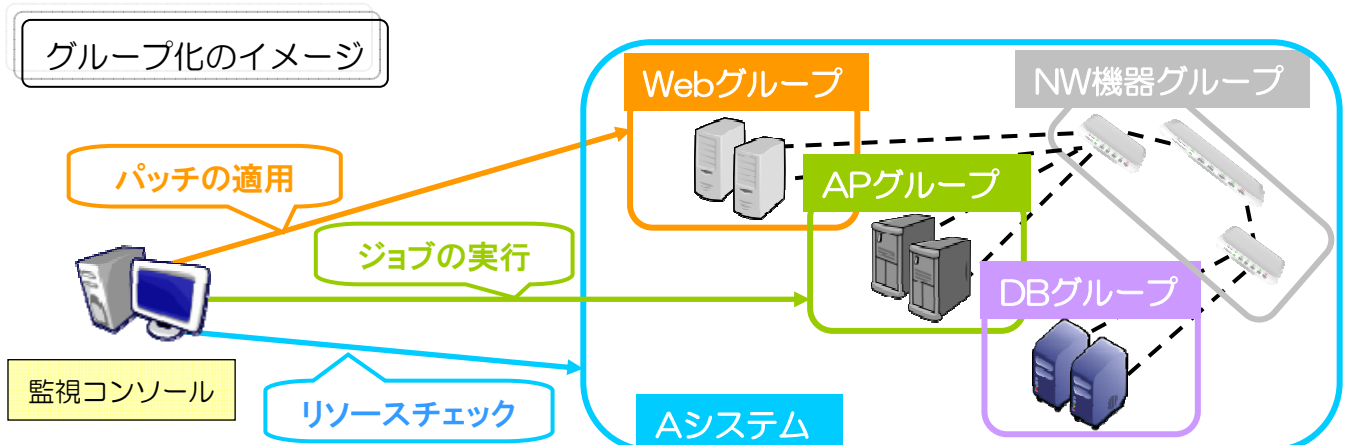 グループ化のイメージ
Webグループ
NW機器グループ
パッチの適用
APグループ
ジョブの実行
DBグループ
監視コンソール
リソースチェック
Aシステム